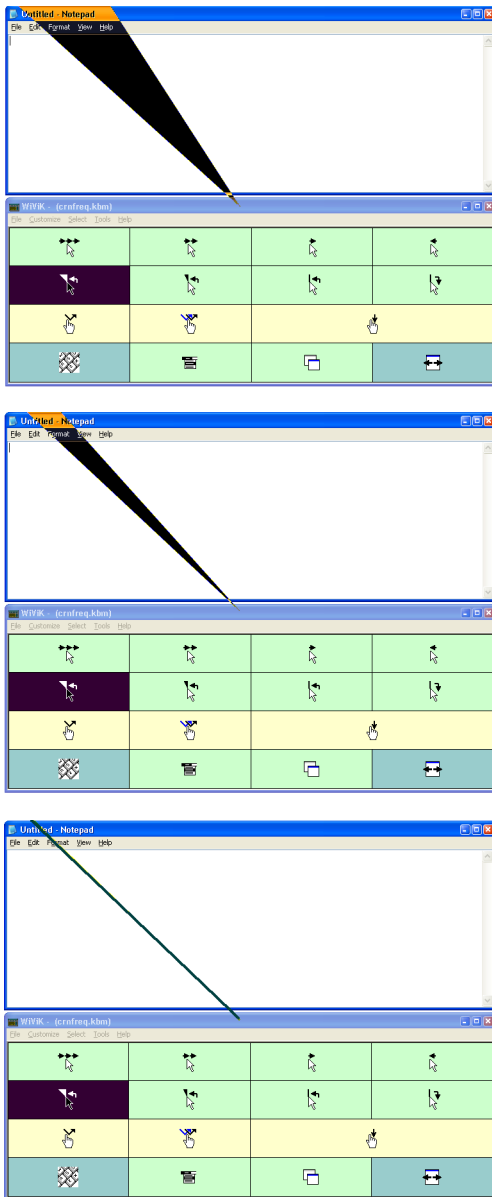 Untitled - Notepad
File Edit Format View Help
WiViK - (crnfreq.kbm)
File Customize Select Tools Help
Untitled - Notepad
File Edit Format View Help
WiViK - (crnfreq.kbm)
File Customize Select Tools Help
Untitled - Notepad
File Edit Format View Help
WiViK - (crnfreq.kbm)
File Customize Select Tools Help